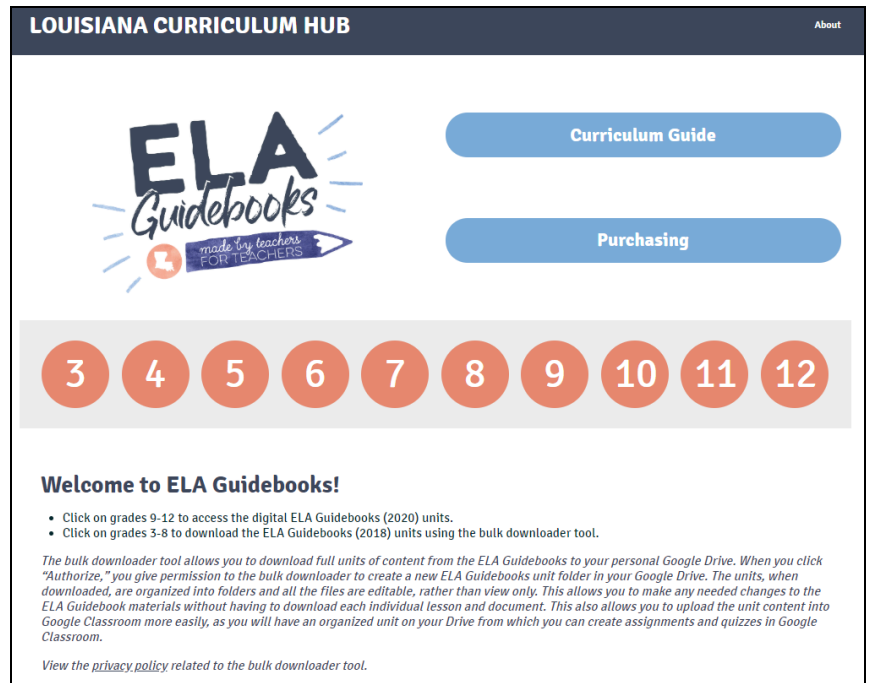 LOUISIANA CURRICULUM HUB
About
ELA
Guidebooks
made by teachers
FOR TEACHERS
Curriculum Guide
Purchasing
3 4 5 6 7 8 9 10 11 12
Welcome to ELA Guidebooks!
• Click on grades 9-12 to access the digital ELA Guidebooks (2020) units.
• Click on grades 3-8 to download the ELA Guidebooks (2018) units using the bulk downloader tool.
The bulk downloader tool allows you to download full units of content from the ELA Guidebooks to your personal Google Drive. When you click
“Authorize,” you give permission to the bulk downloader to create a new ELA Guidebooks unit folder in your Google Drive. The units, when
downloaded, are organized into folders and all the files are editable, rather than view only. This allows you to make any needed changes to the
ELA Guidebook materials without having to download each individual lesson and document. This also allows you to upload the unit content into
Google Classroom more easily, as you will have an organized unit on your Drive from which you can create assignments and quizzes in Google
Classroom.
View the privacy policy related to the bulk downloader tool.